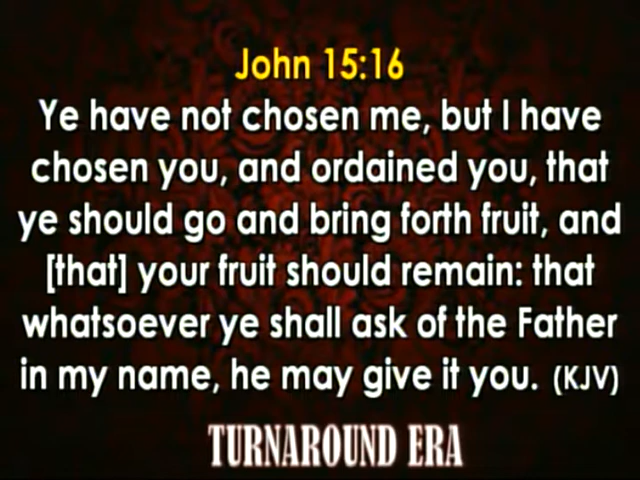 John 15:16
Ye have not chosen me, but I have
chosen you, and ordained you, that
ye should go and bring forth fruit, and
[that] your fruit should remain: that
whatsoever ye shall ask of the Father
in my name, he may give it you. (KJV)
TURNAROUND ERA